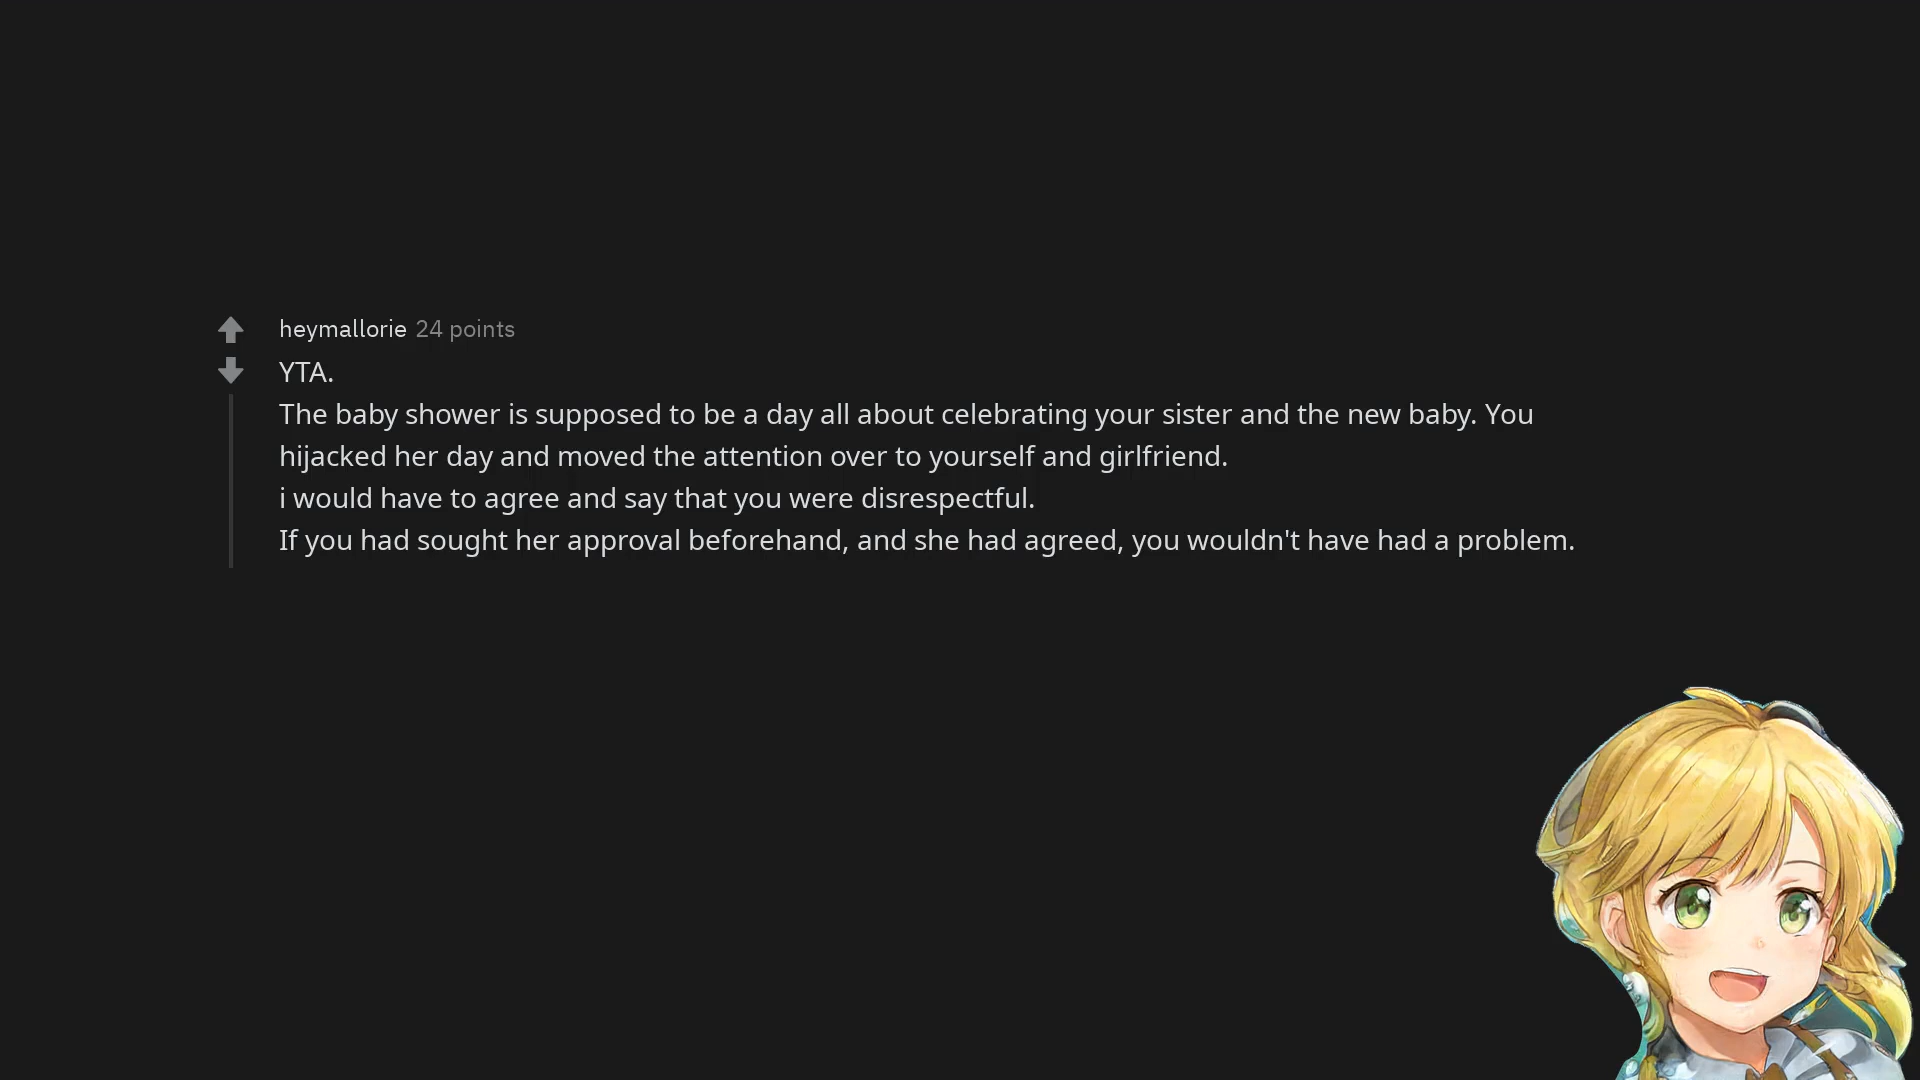 heymallorie 24 points
YTA.
The baby shower is supposed to be a day all about celebrating your sister and the new baby. You
hijacked her day and moved the attention over to yourself and girlfriend.
i would have to agree and say that you were disrespectful.
If you had sought her approval beforehand, and she had agreed, you wouldn't have had a problem.